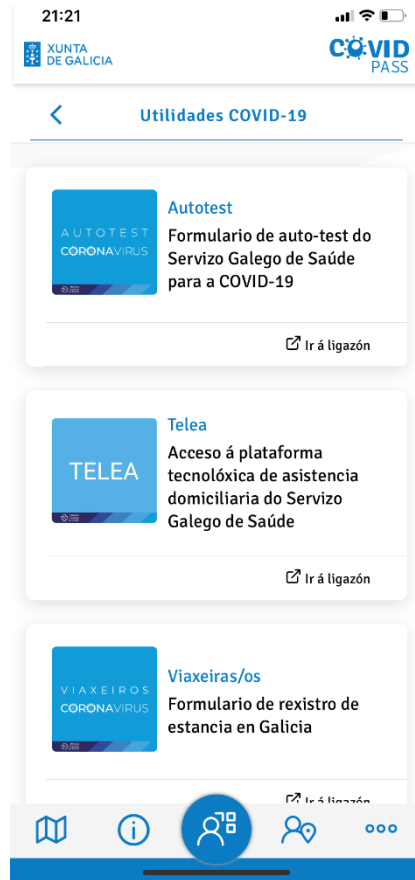 21:21
XUNTA
DE GALICIA
COVID
PASS
Utilidades COVID-19
AUTOTEST
CORONAVIRUS
Autotest
Formulario de auto-test do
Servizo Galego de Saúde
para a COVID-19
Ir á ligazón
TELEA
Telea
Acceso á plataforma
tecnolóxica de asistencia
domiciliaria do Servizo
Galego de Saúde
Ir á ligazón
VIAXEIROS
CORONAVIRUS
Viaxeiras/os
Formulario de rexistro de
estancia en Galicia
Ir á ligazón